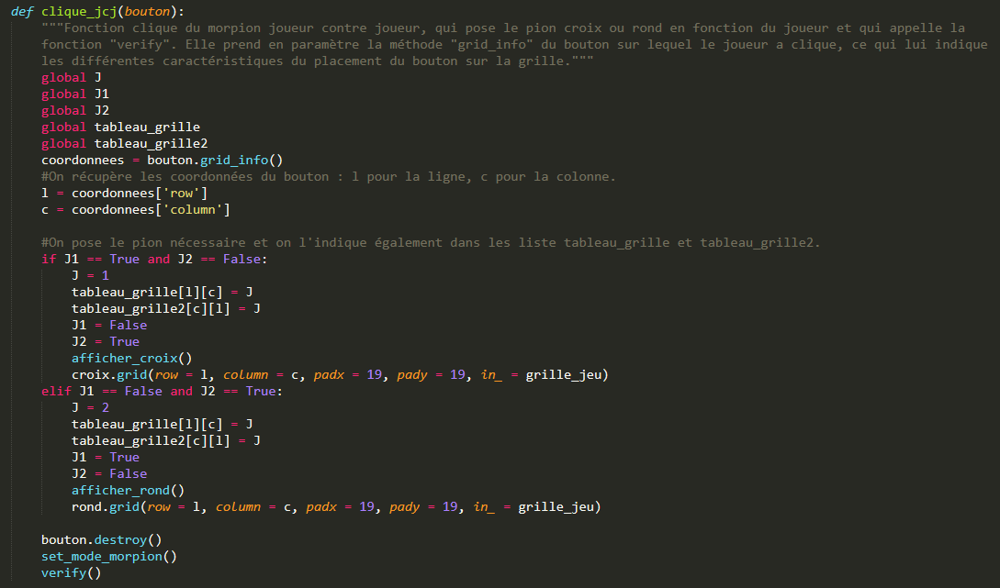 def clique_jcj(bouton):
    """Fonction clique du morpion joueur contre joueur, qui pose le pion croix ou rond en fonction du joueur et qui appelle la
    fonction "verify". Elle prend en paramètre la méthode "grid_info" du bouton sur lequel le joueur a clique, ce qui lui indique
    les différentes caractéristiques du placement du bouton sur la grille."""
    global J
    global J1
    global J2
    global tableau_grille
    global tableau_grille2
    coordonnees = bouton.grid_info()
    #On récupère les coordonnées du bouton : l pour la ligne, c pour la colonne.
    l = coordonnees['row']
    c = coordonnees['column']

    #On pose le pion nécessaire et on l'indique également dans les liste tableau_grille et tableau_grille2.
    if J1 == True and J2 == False:
        J = 1
        tableau_grille[l][c] = J
        tableau_grille2[c][l] = J
        J1 = False
        J2 = True
        afficher_croix()
        croix.grid(row = l, column = c, padx = 19, pady = 19, in_ = grille_jeu)
    elif J1 == False and J2 == True:
        J = 2
        tableau_grille[l][c] = J
        tableau_grille2[c][l] = J
        J1 = True
        J2 = False
        afficher_rond()
        rond.grid(row = l, column = c, padx = 19, pady = 19, in_ = grille_jeu)

    bouton.destroy()
    set_mode_morpion()
    verify()